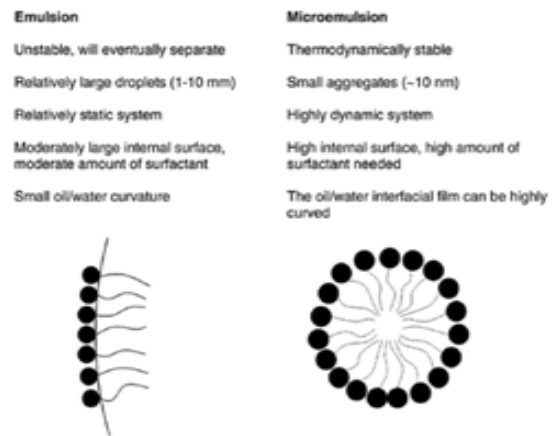 Emulsion
Unstable, will eventually separate
Relatively large droplets (1-10 mm)
Relatively static system
Moderately large internal surface,
moderate amount of surfactant
Small oil/water curvature
Microemulsion
Thermodynamically stable
Small aggregates (~10 nm)
Highly dynamic system
High internal surface, high amount of
surfactant needed
The oil/water interfacial film can be highly
curved